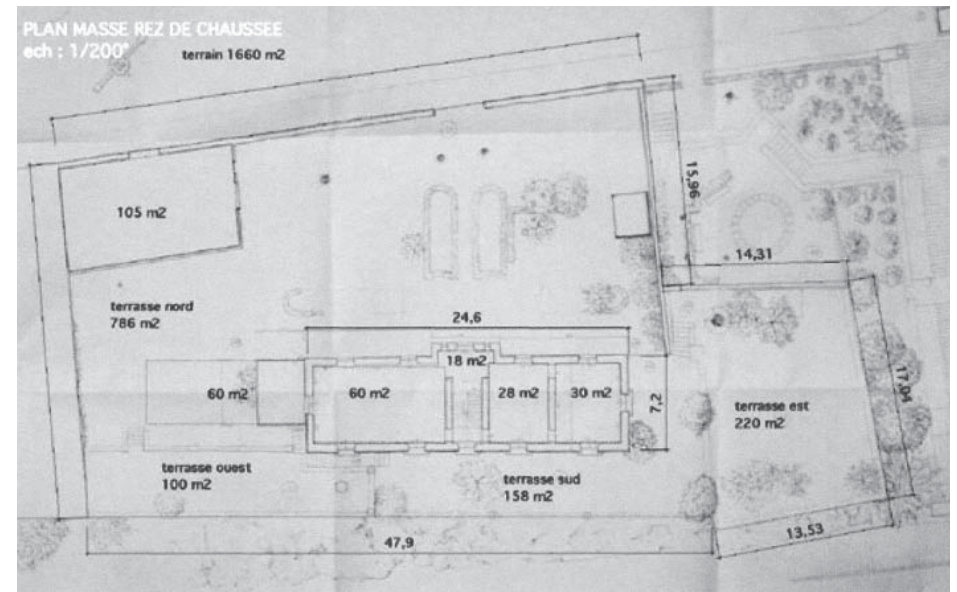 PLAN MASSE REZ DE CHAUSSEE
ech : 1/200°
terrain 1660 m2
15,96
105 m2
14,31
terrasse nord
786 m2
24,6
18 m2
60 m2
60 m2
28 m2
30 m2
7,2
17,04
terrasse est
220 m2
terrasse ouest
100 m2
terrasse sud
158 m2
47,9
13,53